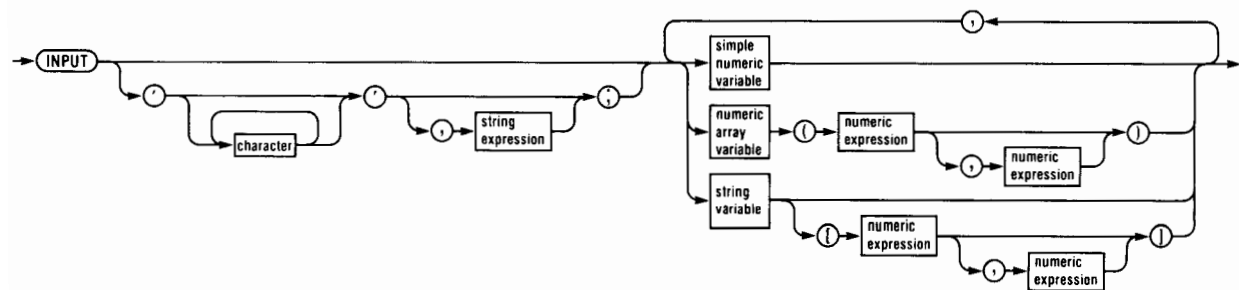 ,
INPUT
simple
numeric
variable
'
character
'
,
string
expression
;
numeric
array
variable
(
numeric
expression
,
numeric
expression
)
string
variable
[
numeric
expression
,
numeric
expression
]